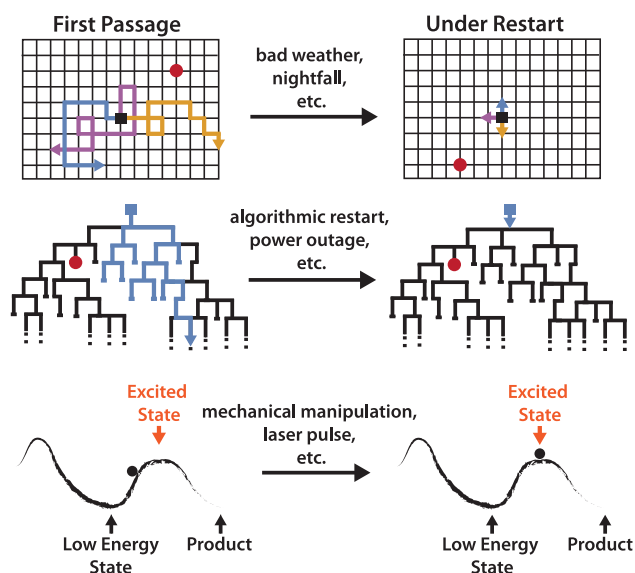 First Passage
Under Restart
bad weather,
nightfall,
etc.
algorithmic restart,
power outage,
etc.
Excited
State
mechanical manipulation,
laser pulse,
etc.
Excited
State
Low Energy
State
Product
Low Energy
State
Product